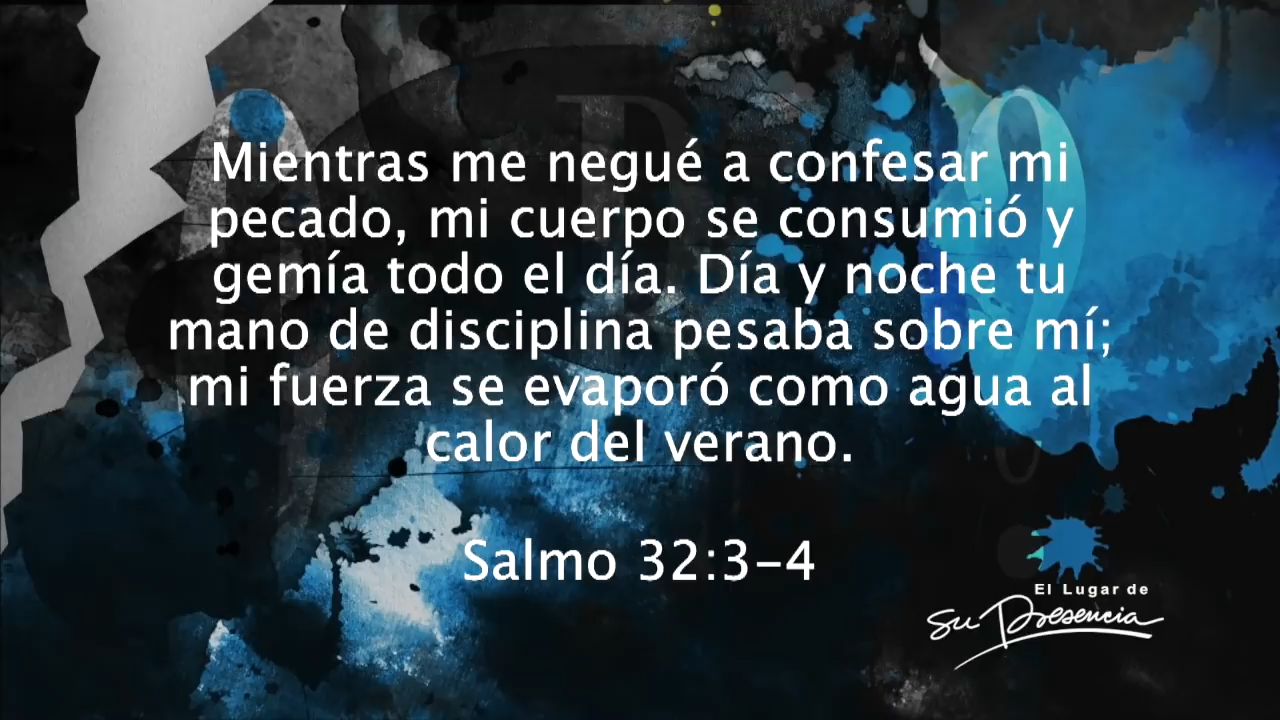 Mientras me negué a confesar mi
pecado, mi cuerpo se consumió y
gemía todo el día. Día y noche tu
mano de disciplina pesaba sobre mí;
mi fuerza se evaporó como agua al
calor del verano.
Salmo 32:3-4
El Lugar de
Su Presencia